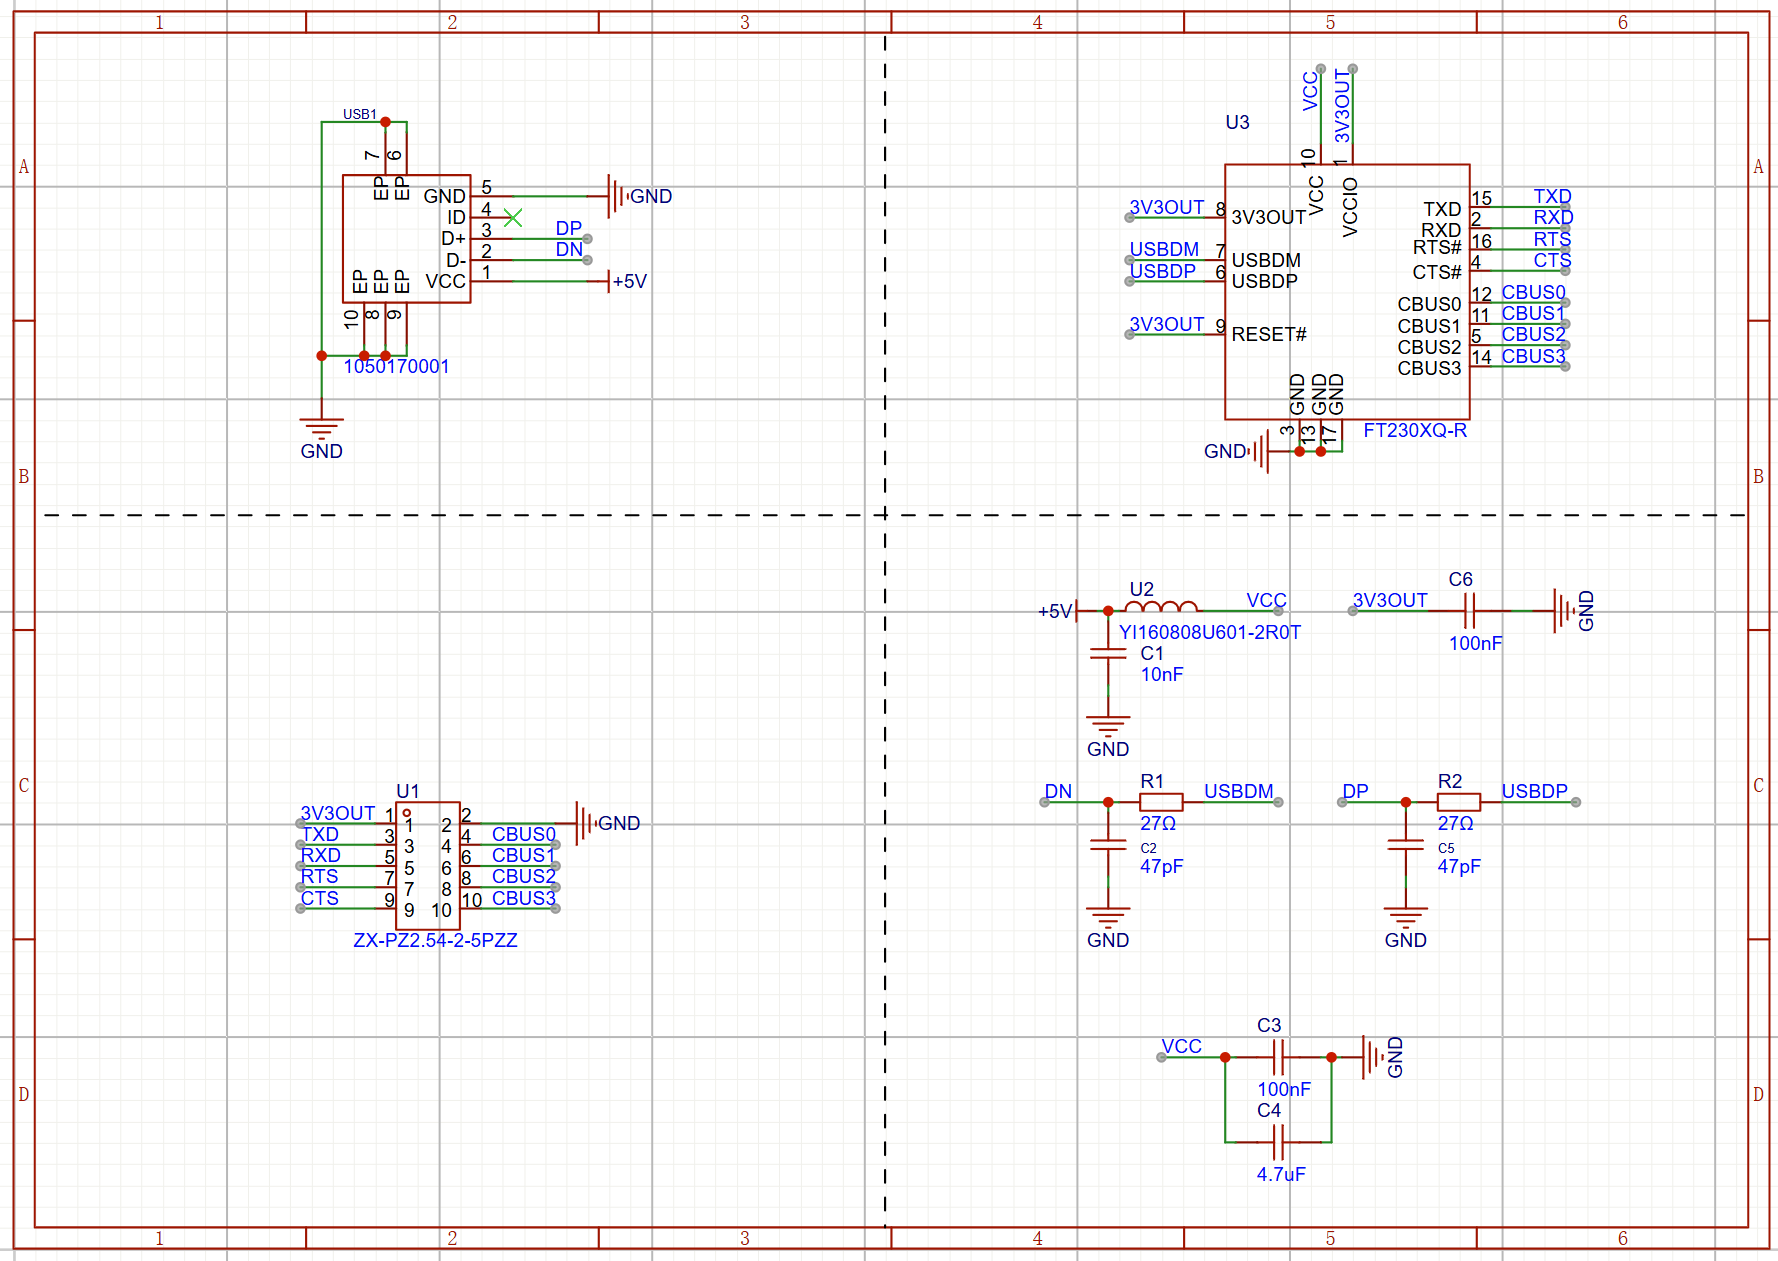 1 2 3 4 5 6
A A
B B
C C
D D
USB1
7 6
EP EP
GND 5 GND
ID 4
D+ 3 DP
D- 2 DN
VCC 1 +5V
EP EP EP
10 8 9
1050170001
GND
U3
VCC 3V3OUT
10 1
VCC VCCIO
3V3OUT 8 3V3OUT
USBDM 7 USBDM
USBDP 6 USBDP
3V3OUT 9 RESET#
TXD 15 TXD
RXD 2 RXD
RTS# 16 RTS
CTS# 4 CTS
CBUS0 12 CBUS0
CBUS1 11 CBUS1
CBUS2 5 CBUS2
CBUS3 14 CBUS3
GND GND GND
3 13 17
GND
FT230XQ-R
U2
+5V VCC
YI160808U601-2R0T
C1
10nF
GND
C6
3V3OUT GND
100nF
U1
3V3OUT 1 1 2 2 GND
TXD 3 3 4 4 CBUS0
RXD 5 5 6 6 CBUS1
RTS 7 7 8 8 CBUS2
CTS 9 9 10 10 CBUS3
ZX-PZ2.54-2-5PZZ
R1
DN USBDM
27Ω
C2
47pF
GND
R2
DP USBDP
27Ω
C5
47pF
GND
C3
VCC GND
100nF
C4
4.7uF
1 2 3 4 5 6